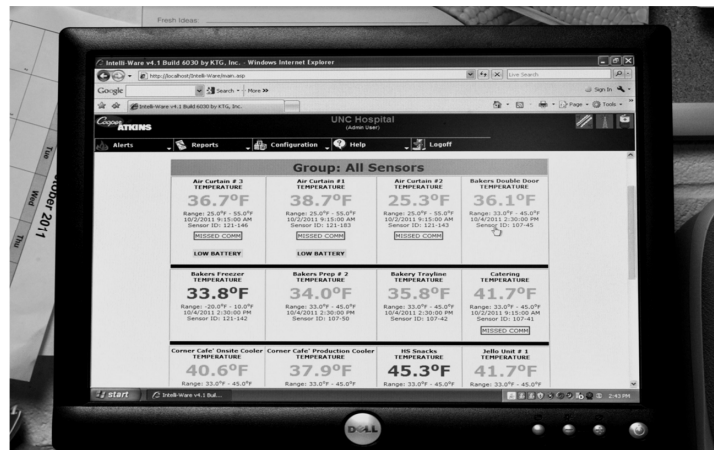 Fresh Ideas:
Intelli-Ware v4.1 Build 6030 by KTG, Inc. - Windows Internet Explorer
http://localhost/Intelli-Ware/main.asp
Live Search
Google
Search
More »
Sign In
Intelli-Ware v4.1 Build 6030 by KTG, Inc.
Page
Tools
Cooper ATKINS
UNC Hospital
(Admin User)
Alerts Reports Configuration Help Logoff
Group: All Sensors
Air Curtain # 3 Air Curtain #1 Air Curtain #2 Bakers Double Door
TEMPERATURE TEMPERATURE TEMPERATURE TEMPERATURE
36.7°F 38.7°F 25.3°F 36.1°F
Range: 25.0°F - 55.0°F Range: 25.0°F - 55.0°F Range: 25.0°F - 55.0°F Range: 33.0°F - 45.0°F
10/2/2011 9:15:00 AM 10/2/2011 9:15:00 AM 10/2/2011 9:15:00 AM 10/4/2011 2:30:00 PM
Sensor ID: 121-146 Sensor ID: 121-183 Sensor ID: 121-143 Sensor ID: 107-45
MISSED COMM MISSED COMM MISSED COMM
LOW BATTERY LOW BATTERY
Bakers Freezer Bakers Prep # 2 Bakery Trayline Catering
TEMPERATURE TEMPERATURE TEMPERATURE TEMPERATURE
33.8°F 34.0°F 35.8°F 41.7°F
Range: -20.0°F - 10.0°F Range: 33.0°F - 45.0°F Range: 33.0°F - 45.0°F Range: 33.0°F - 45.0°F
10/4/2011 2:30:00 PM 10/4/2011 2:30:00 PM 10/4/2011 2:30:00 PM 10/2/2011 9:15:00 AM
Sensor ID: 121-142 Sensor ID: 107-50 Sensor ID: 107-42 Sensor ID: 107-41
MISSED COMM
Corner Cafe' Onsite Cooler Corner Cafe' Production Cooler HS Snacks Jello Unit # 1
TEMPERATURE TEMPERATURE TEMPERATURE TEMPERATURE
40.6°F 37.9°F 45.3°F 41.7°F
Range: 33.0°F - 45.0°F Range: 33.0°F - 45.0°F Range: 33.0°F - 45.0°F Range: 33.0°F - 45.0°F
start
Intelli-Ware v4.1 Buil...
2:43 PM
DELL
Tue
Wed
Thu
October 2011